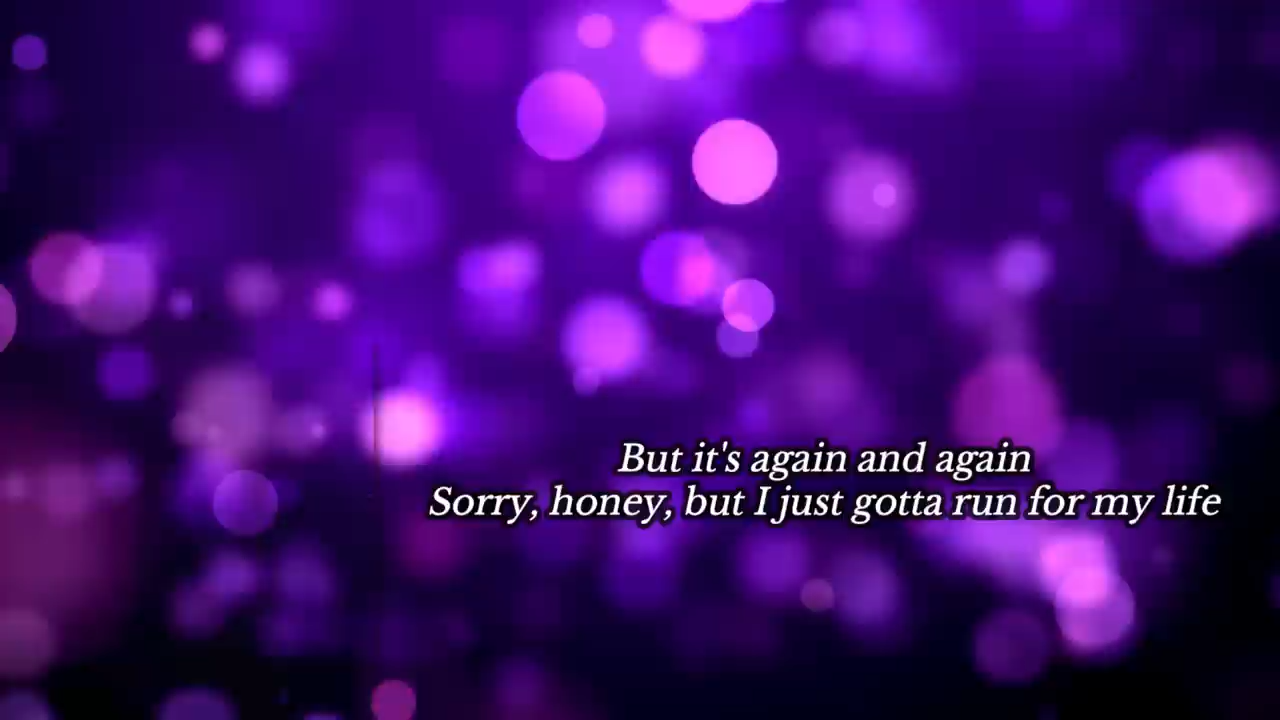 But it's again and again
Sorry, honey, but I just gotta run for my life